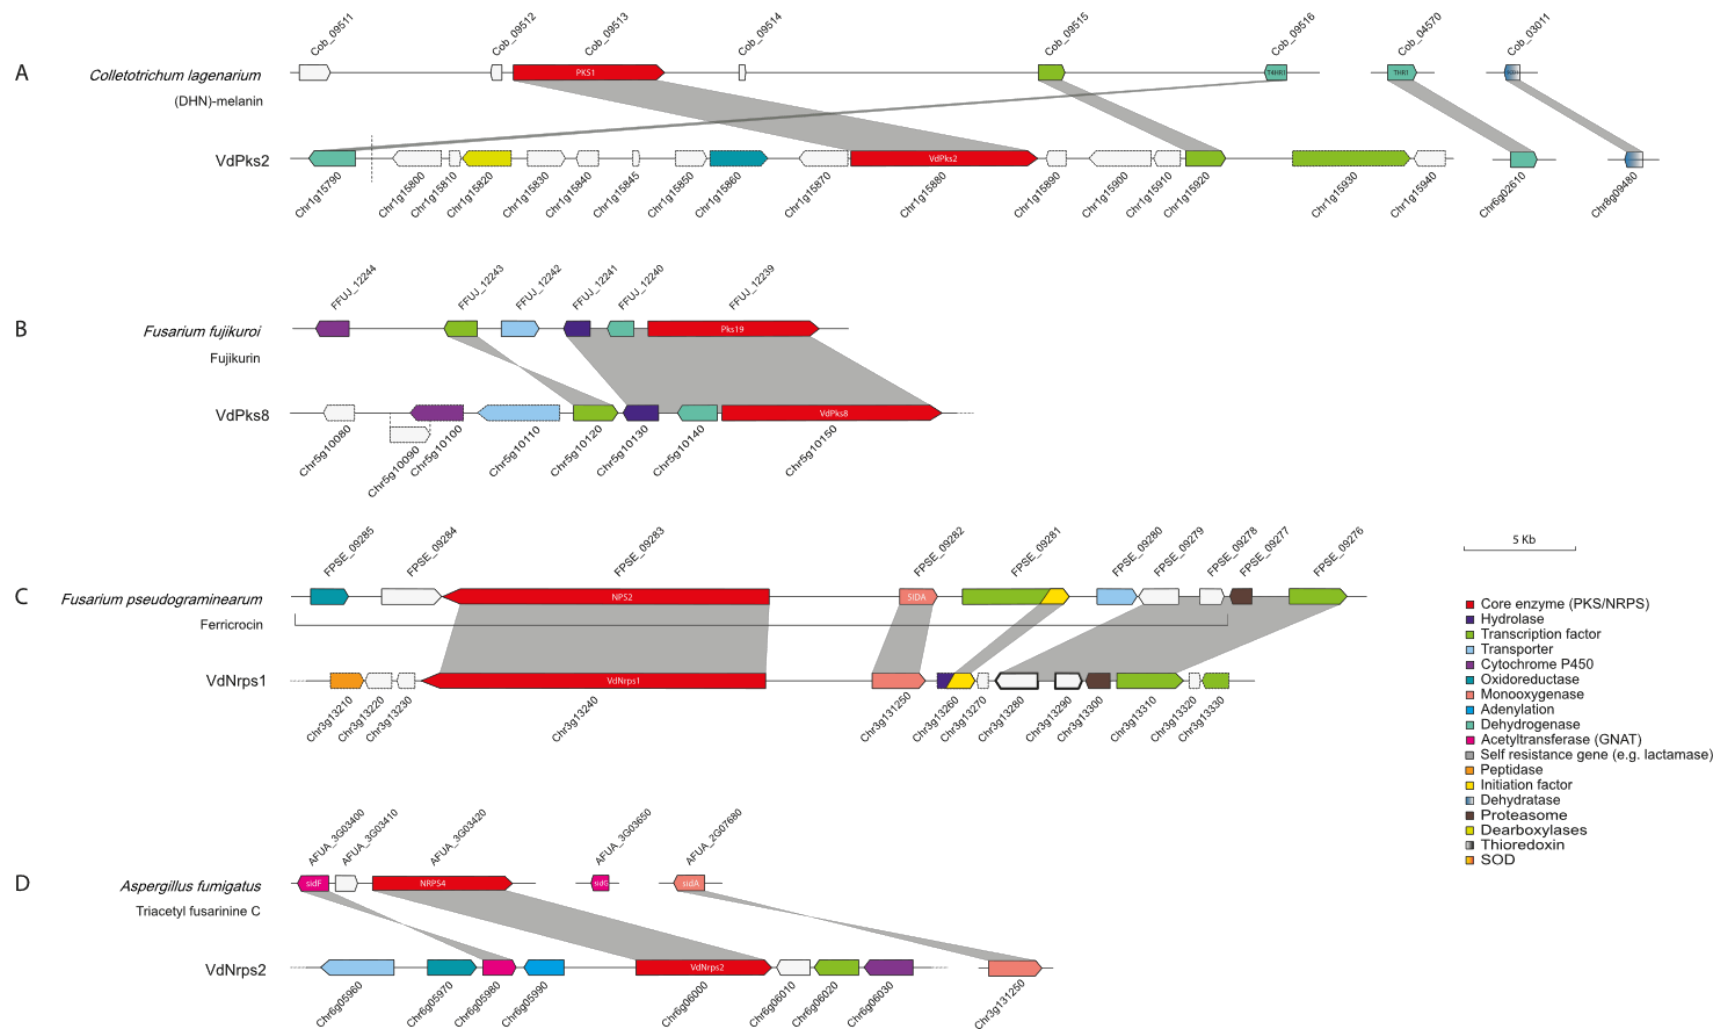 Cob_09511
Cob_09512
Cob_09513
Cob_09514
Cob_09515
Cob_09516
Cob_04570
Cob_03011
A
Colletotrichum lagenarium
(DHN)-melanin
PKS1
T4HR1
THR1
VdPks2
VdPks2
Chr1g15790
Chr1g15800
Chr1g15810
Chr1g15820
Chr1g15830
Chr1g15840
Chr1g15845
Chr1g15850
Chr1g15860
Chr1g15870
Chr1g15880
Chr1g15890
Chr1g15900
Chr1g15910
Chr1g15920
Chr1g15930
Chr1g15940
Chr6g02610
Chr8g09480
FFUJ_12244
FFUJ_12243
FFUJ_12242
FFUJ_12241
FFUJ_12240
FFUJ_12239
B
Fusarium fujikuroi
Fujikurin
Pks19
VdPks8
VdPks8
Chr5g10080
Chr5g10090
Chr5g10100
Chr5g10110
Chr5g10120
Chr5g10130
Chr5g10140
Chr5g10150
FPSE_09285
FPSE_09284
FPSE_09283
FPSE_09282
FPSE_09281
FPSE_09280
FPSE_09279
FPSE_09278
FPSE_09277
FPSE_09276
C
Fusarium pseudograminearum
Ferricrocin
NPS2
SIDA
VdNrps1
VdNrps1
Chr3g13210
Chr3g13220
Chr3g13230
Chr3g13240
Chr3g131250
Chr3g13260
Chr3g13270
Chr3g13280
Chr3g13290
Chr3g13300
Chr3g13310
Chr3g13320
Chr3g13330
5 Kb
Core enzyme (PKS/NRPS)
Hydrolase
Transcription factor
Transporter
Cytochrome P450
Oxidoreductase
Monooxygenase
Adenylation
Dehydrogenase
Acetyltransferase (GNAT)
Self resistance gene (e.g. lactamase)
Peptidase
Initiation factor
Dehydratase
Proteasome
Dearboxylases
Thioredoxin
SOD
AFUA_3G03400
AFUA_3G03410
AFUA_3G03420
AFUA_3G03650
AFUA_2G07680
D
Aspergillus fumigatus
Triacetyl fusarinine C
sidF
NRPS4
sidG
sidA
VdNrps2
VdNrps2
Chr6g05960
Chr6g05970
Chr6g05980
Chr6g05990
Chr6g06000
Chr6g06010
Chr6g06020
Chr6g06030
Chr3g131250